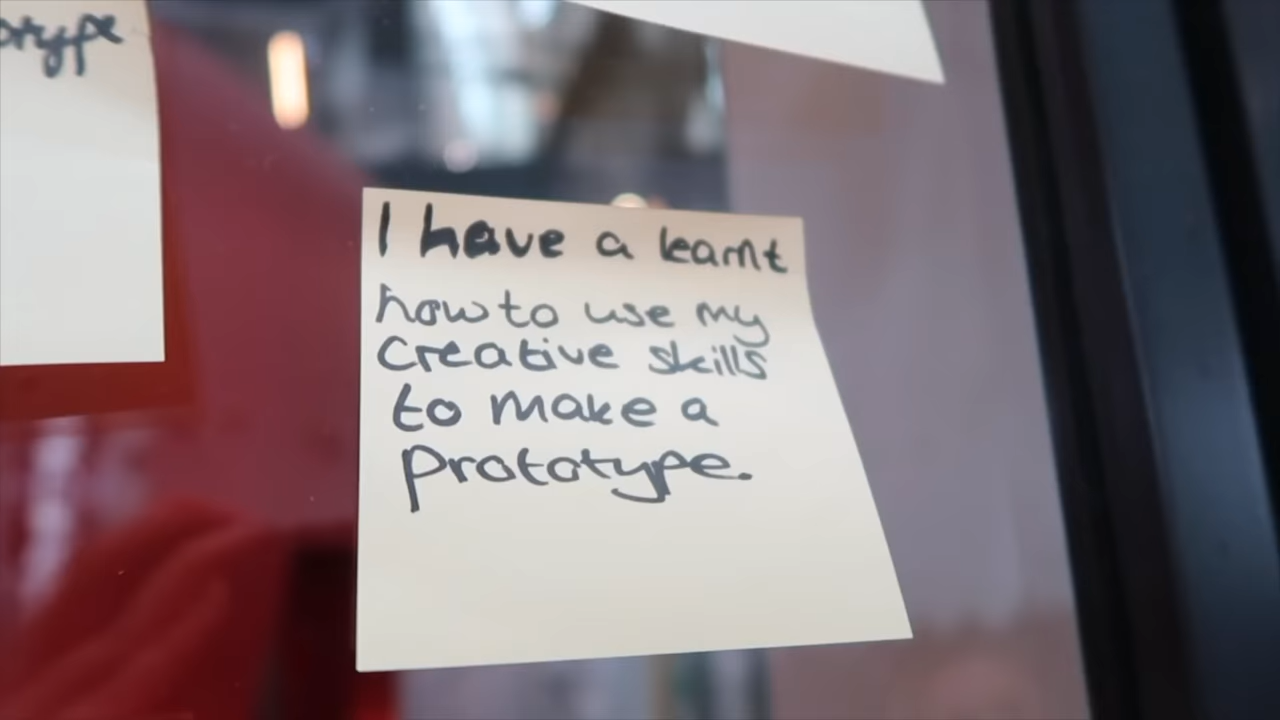 I have a learnt
how to use my
creative skills
to make a
prototype.